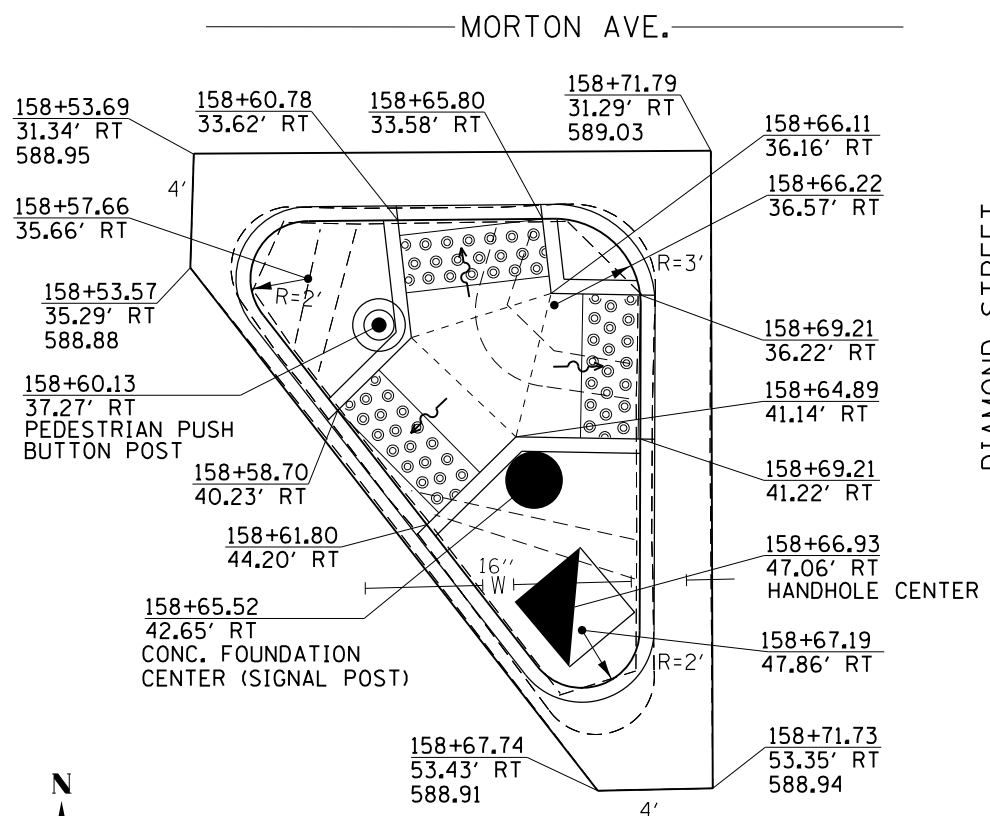 MORTON AVE.
158+53.69
31.34' RT
588.95
158+60.78
33.62' RT
158+65.80
33.58' RT
158+71.79
31.29' RT
589.03
158+66.11
36.16' RT
158+66.22
36.57' RT
4'
158+57.66
35.66' RT
R=2'
R=3'
158+53.57
35.29' RT
588.88
158+69.21
36.22' RT
DIAMOND STREET
158+60.13
37.27' RT
PEDESTRIAN PUSH
BUTTON POST
158+64.89
41.14' RT
158+58.70
40.23' RT
158+69.21
41.22' RT
158+61.80
44.20' RT
158+66.93
47.06' RT
HANDHOLE CENTER
16''
W
158+65.52
42.65' RT
CONC. FOUNDATION
CENTER (SIGNAL POST)
158+67.19
47.86' RT
R=2'
158+67.74
53.43' RT
588.91
158+71.73
53.35' RT
588.94
N
4'